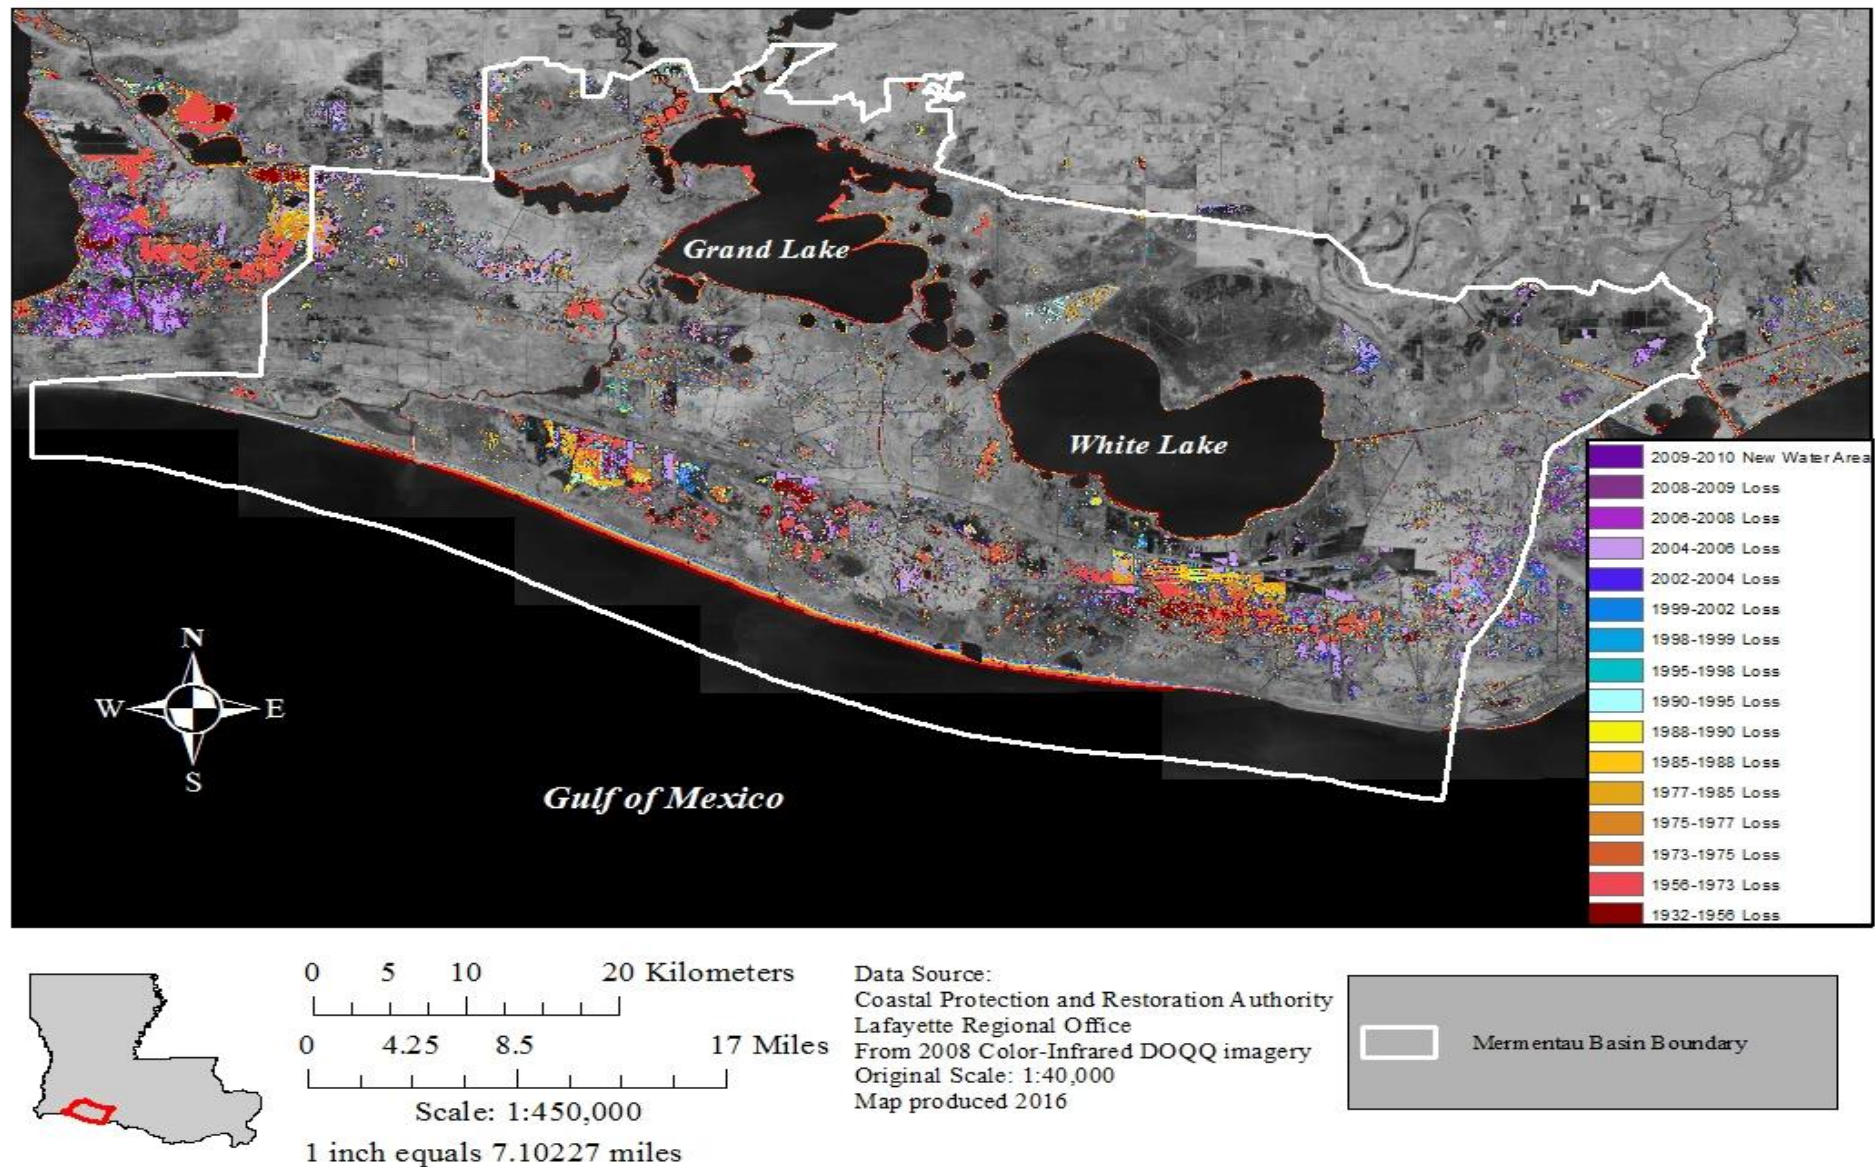 Grand Lake
White Lake
Gulf of Mexico
N
W E
S
2009-2010 New Water Area
2008-2009 Loss
2006-2008 Loss
2004-2006 Loss
2002-2004 Loss
1999-2002 Loss
1998-1999 Loss
1995-1998 Loss
1990-1995 Loss
1988-1990 Loss
1985-1988 Loss
1977-1985 Loss
1975-1977 Loss
1973-1975 Loss
1956-1973 Loss
1932-1956 Loss
0 5 10 20 Kilometers
0 4.25 8.5 17 Miles
Scale: 1:450,000
1 inch equals 7.10227 miles
Data Source:
Coastal Protection and Restoration Authority
Lafayette Regional Office
From 2008 Color-Infrared DOQQ imagery
Original Scale: 1:40,000
Map produced 2016
Mermentau Basin Boundary